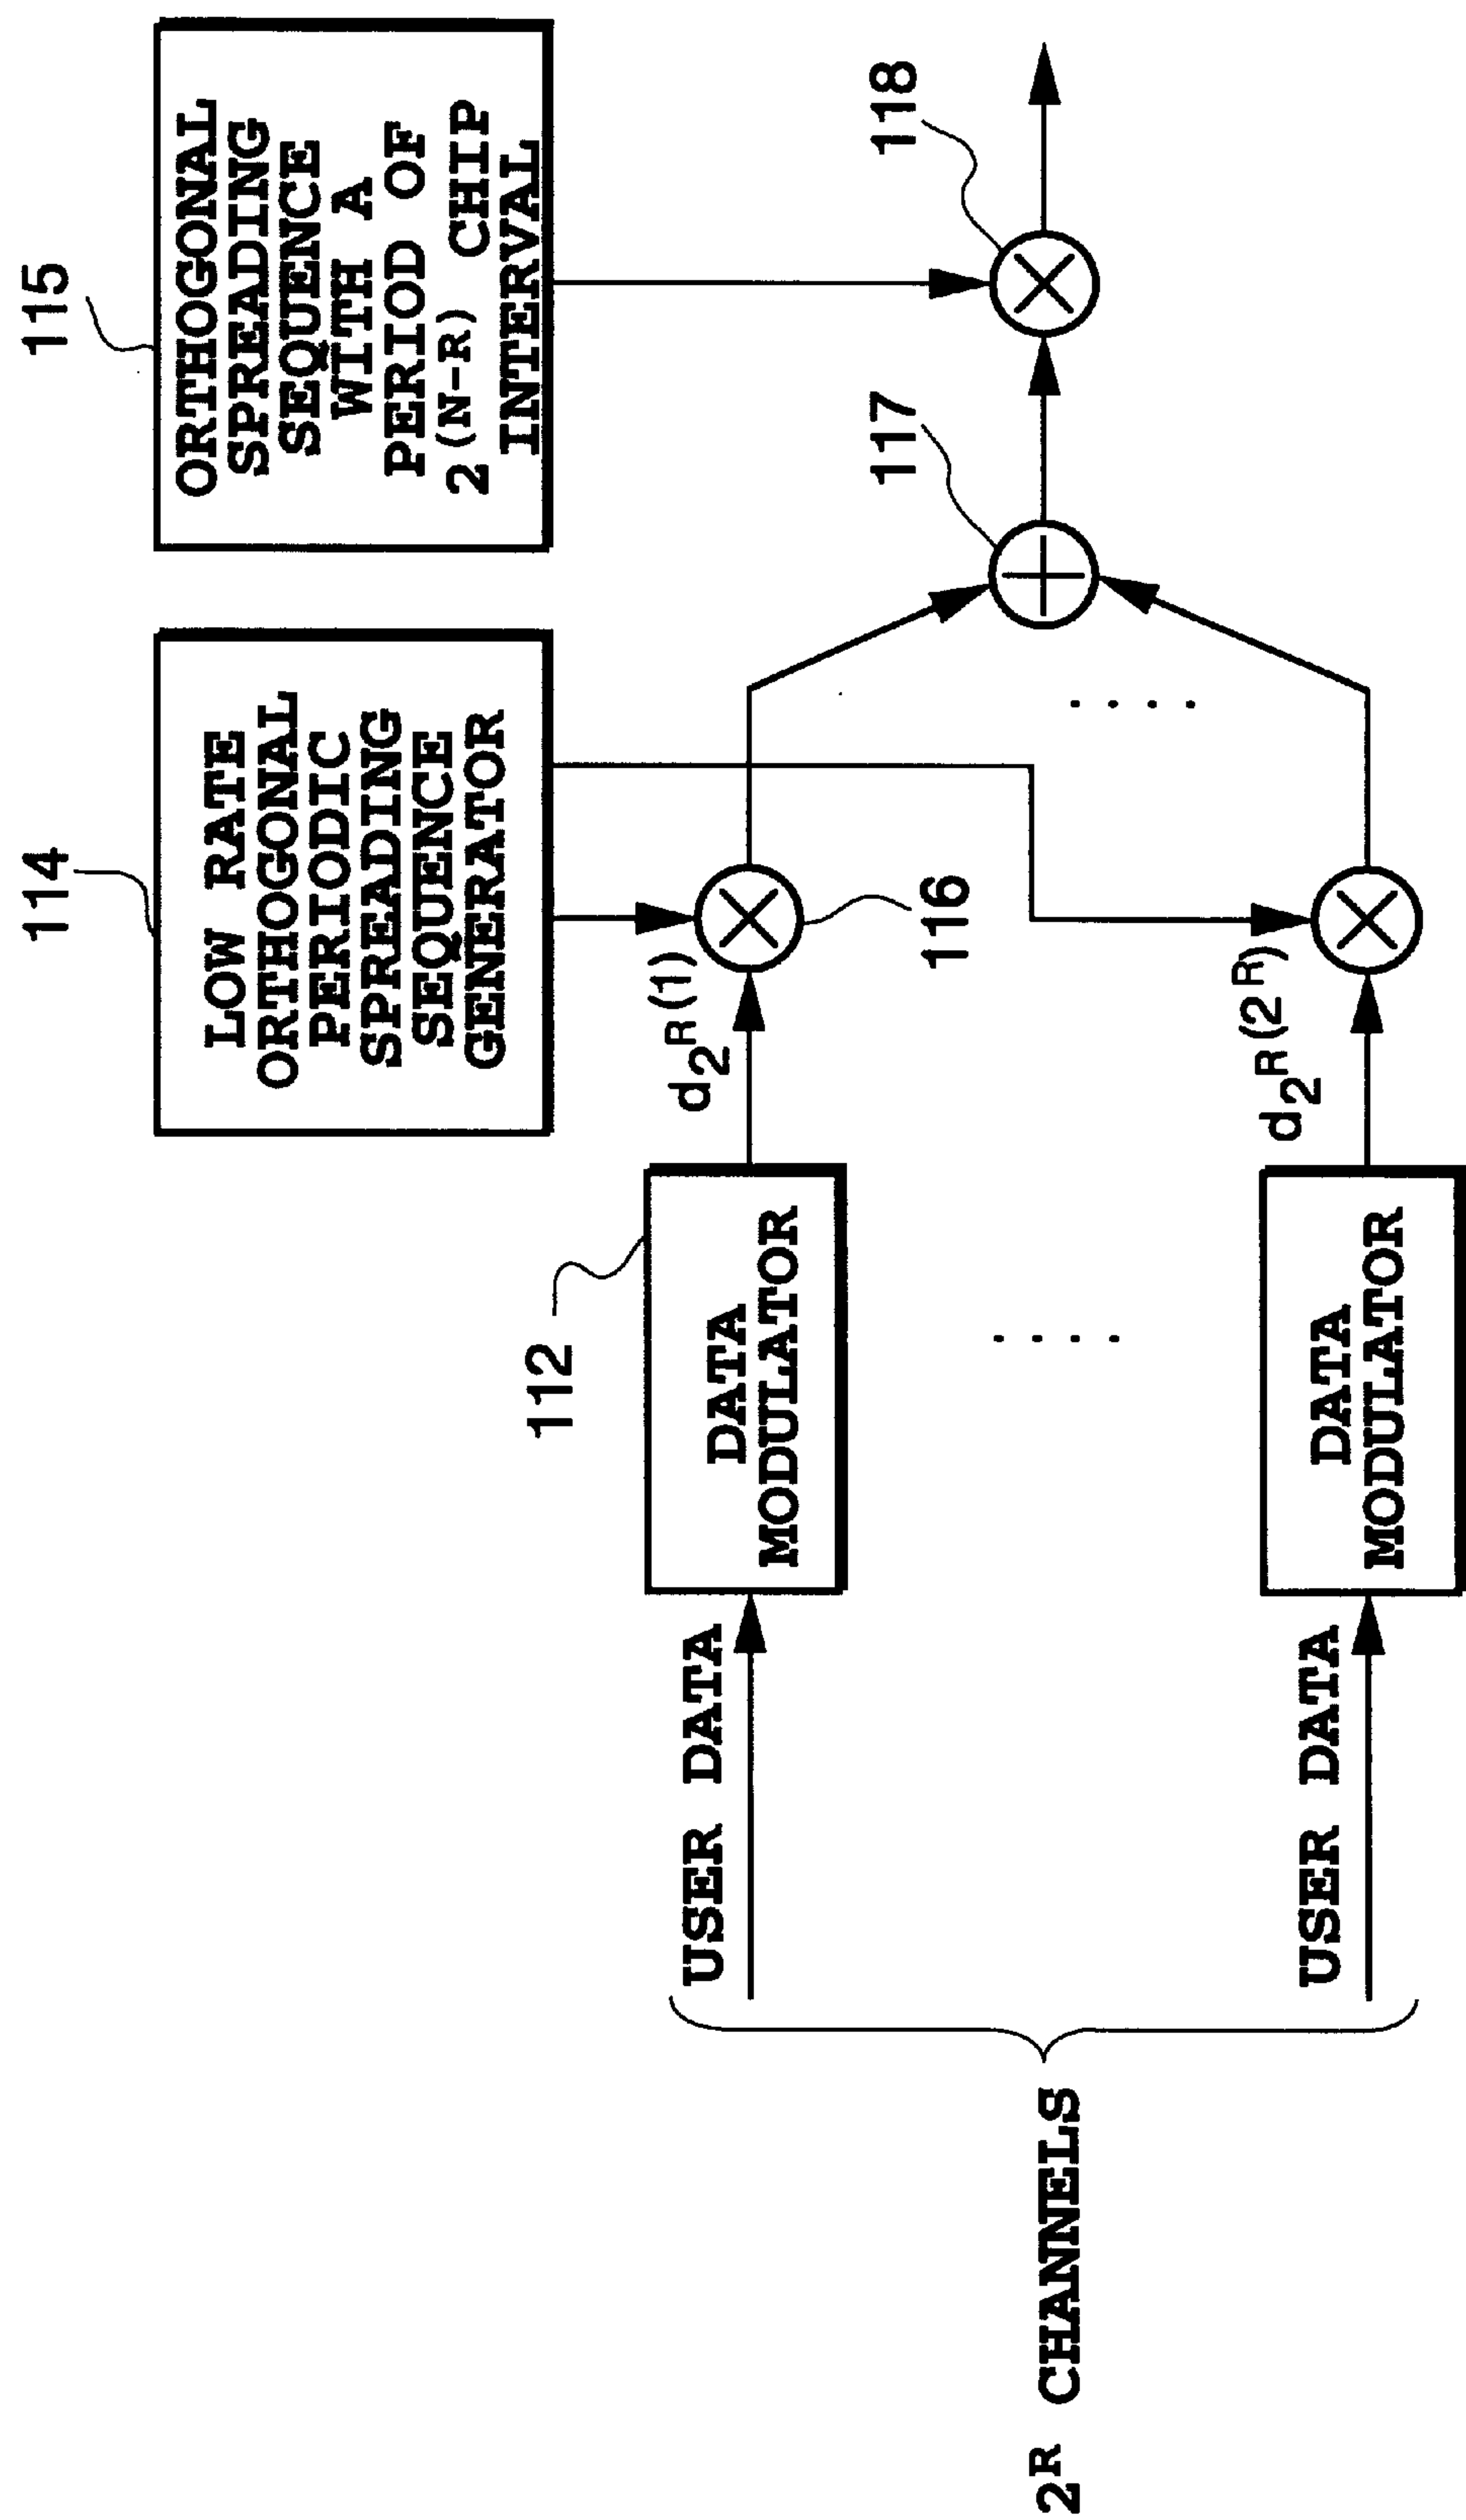 115
ORTHOGONAL
SPREADING
SEQUENCE
WITH A
PERIOD OF
2(N-R) CHIP
INTERVAL
114
LOW RATE
ORTHOGONAL
PERIODIC
SPREADING
SEQUENCE
GENERATOR
118
117
112
DATA
MODULATOR
d₂ᴿ(1)
116
USER DATA
2ᴿ CHANNELS
USER DATA
DATA
MODULATOR
d₂ᴿ(2ᴿ)